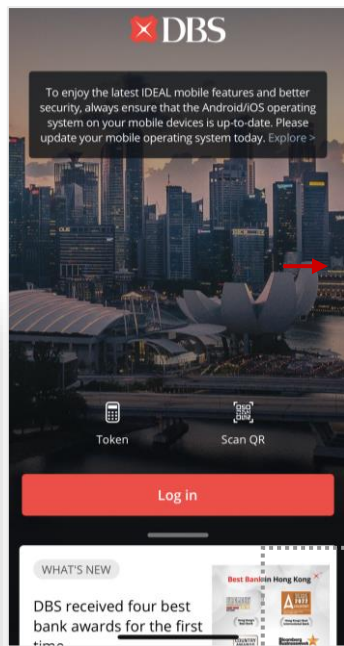 DBS
To enjoy the latest IDEAL mobile features and better
security, always ensure that the Android/iOS operating
system on your mobile devices is up-to-date. Please
update your mobile operating system today. Explore >
Token
Scan QR
Log in
WHAT'S NEW
Best Bank in Hong Kong
DBS received four best
bank awards for the first
time